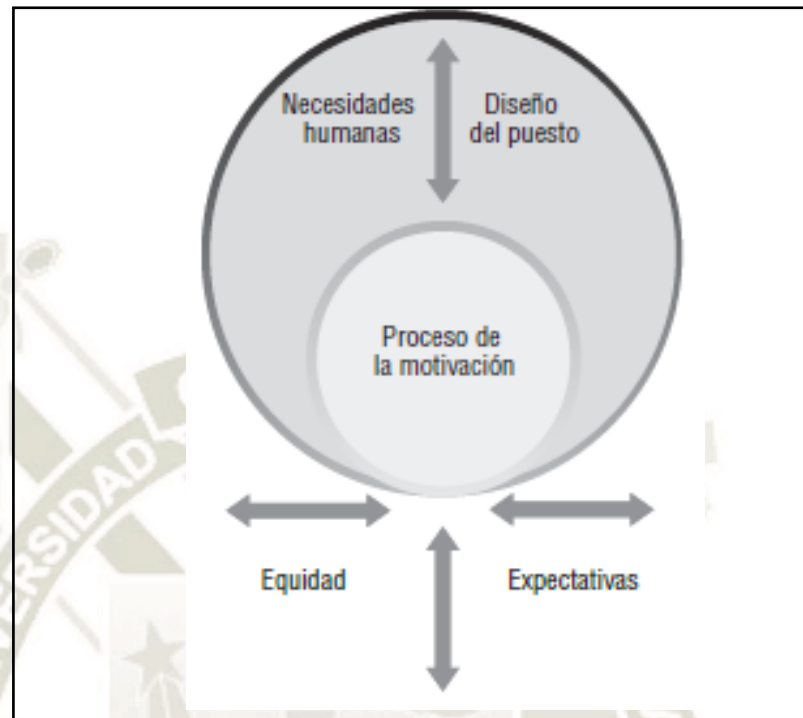 Necesidades
humanas
Diseño
del puesto
Proceso de
la motivación
Equidad
Expectativas